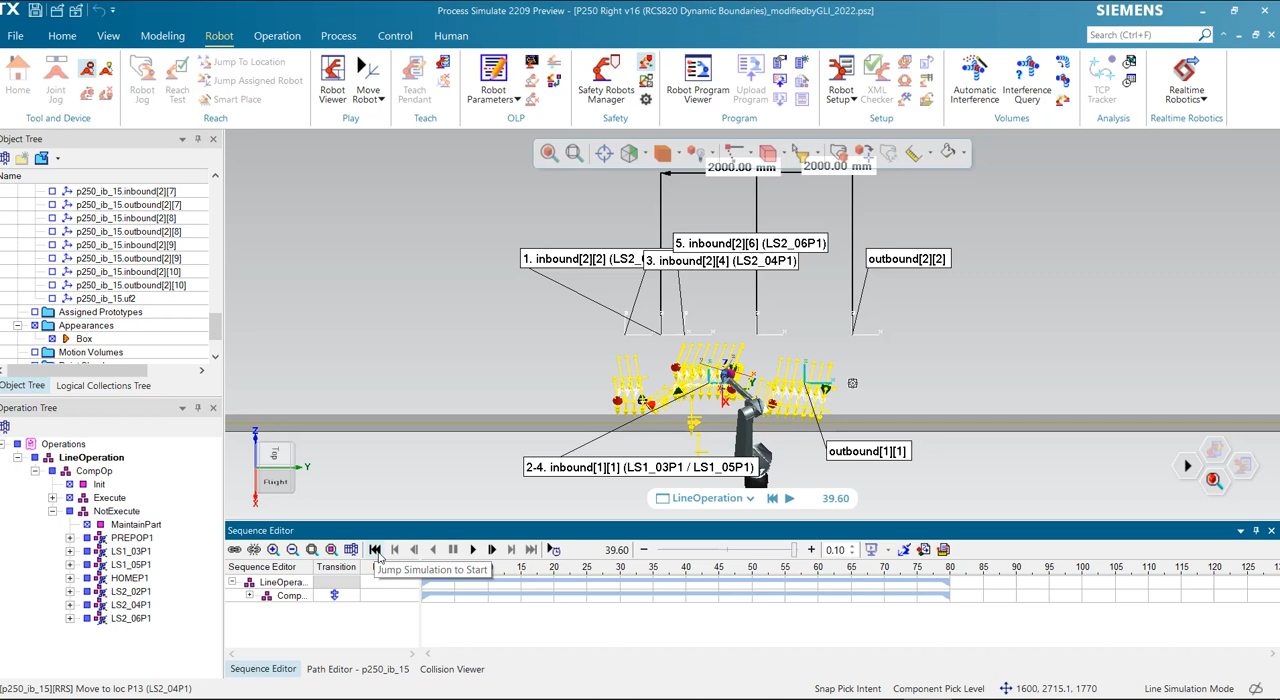 TX
Process Simulate 2209 Preview - [P250 Right v16 (RCS820 Dynamic Boundaries)_modifiedbyGLI_2022.psz]
SIEMENS
File Home View Modeling Robot Operation Process Control Human
Search (Ctrl+F)
Home
Joint
Jog
Tool and Device
Robot
Jog
Reach
Test
Jump To Location
Jump Assigned Robot
Smart Place
Reach
Robot
Viewer
Move
Robot
Play
Teach
Pendant
Teach
Robot
Parameters
OLP
Safety Robots
Manager
Safety
Robot Program
Viewer
Upload
Program
Program
Robot
Setup
XML
Checker
Setup
Automatic
Interference
Interference
Query
Volumes
TCP
Tracker
Analysis
Realtime
Robotics
Realtime Robotics
Object Tree
Name
p250_ib_15.inbound[2][7]
p250_ib_15.outbound[2][7]
p250_ib_15.inbound[2][8]
p250_ib_15.outbound[2][8]
p250_ib_15.inbound[2][9]
p250_ib_15.outbound[2][9]
p250_ib_15.inbound[2][10]
p250_ib_15.outbound[2][10]
p250_ib_15.uf2
Assigned Prototypes
Appearances
Box
Motion Volumes
Object Tree Logical Collections Tree
Operation Tree
Operations
LineOperation
CompOp
Init
Execute
NotExecute
MaintainPart
PREPOP1
LS1_03P1
LS1_05P1
HOMEP1
LS2_02P1
LS2_04P1
LS2_06P1
2000.00 mm
2000.00 mm
5. inbound[2][6] (LS2_06P1)
1. inbound[2][2] (LS2_
3. inbound[2][4] (LS2_04P1)
outbound[2][2]
2-4. inbound[1][1] (LS1_03P1 / LS1_05P1)
outbound[1][1]
Top
Right
Z
Y
X
LineOperation
39.60
Sequence Editor
39.60
0.10
Sequence Editor Transition
Jump Simulation to Start
15 20 25 30 35 40 45 50 55 60 65 70 75 80 85 90 95 100 105 110 115 120 125
LineOpera...
Comp...
Sequence Editor Path Editor - p250_ib_15 Collision Viewer
[p250_ib_15][RRS] Move to loc P13 (LS2_04P1)
Snap Pick Intent Component Pick Level 1600, 2715.1, 1770 Line Simulation Mode